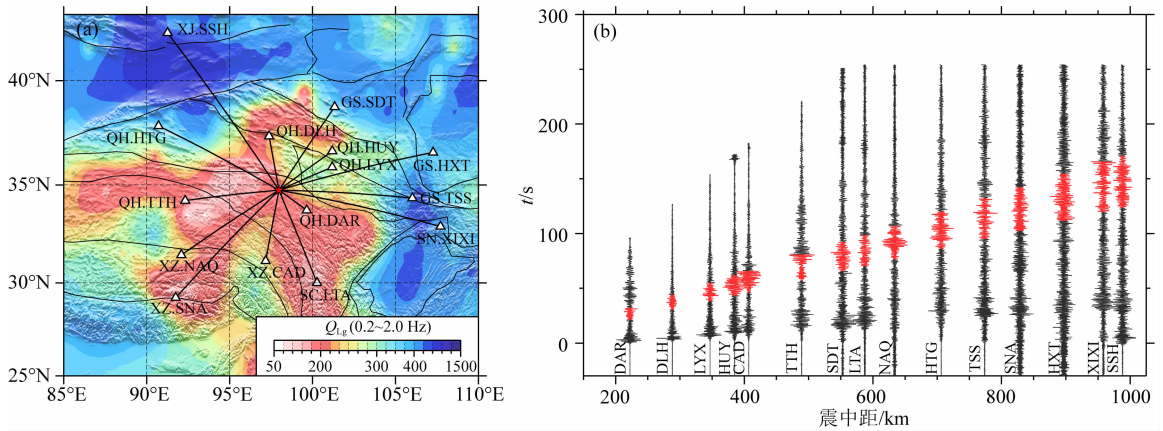 (a)
XJ.SSH
40°N
GS.SDT
QH.HTG
QH.DLH
QH.HUY
QH.LYX
GS.HXT
35°N
QH.TTH
GS.TSS
QH.DAR
SN.XIXI
XZ.NAQ
XZ.CAD
30°N
XZ.SNA
SC.LTA
QLg (0.2~2.0 Hz)
50 200 300 400 1500
25°N
85°E 90°E 95°E 100°E 105°E 110°E
(b)
300
200
100
0
t/s
DAR
DLH
LYX
HUY
CAD
TTH
SDT
LTA
NAQ
HTG
TSS
SNA
HXT
XIXI
SSH
200 400 600 800 1000
震中距/km